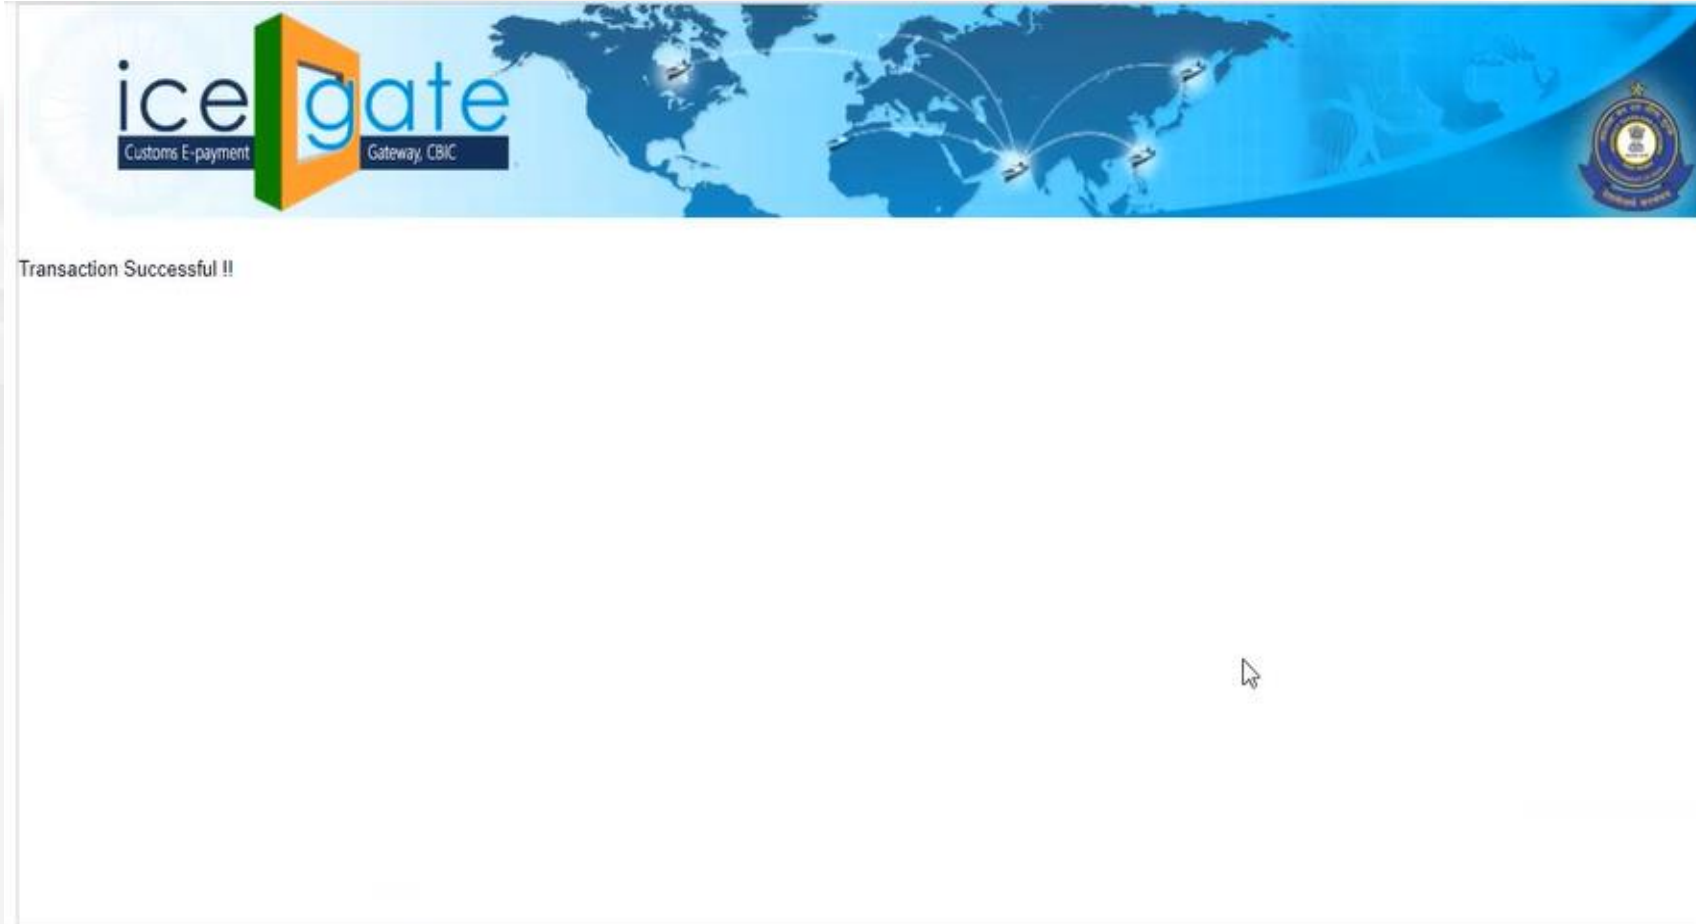 ice gate
Customs E-payment Gateway, CBIC
Transaction Successful !!